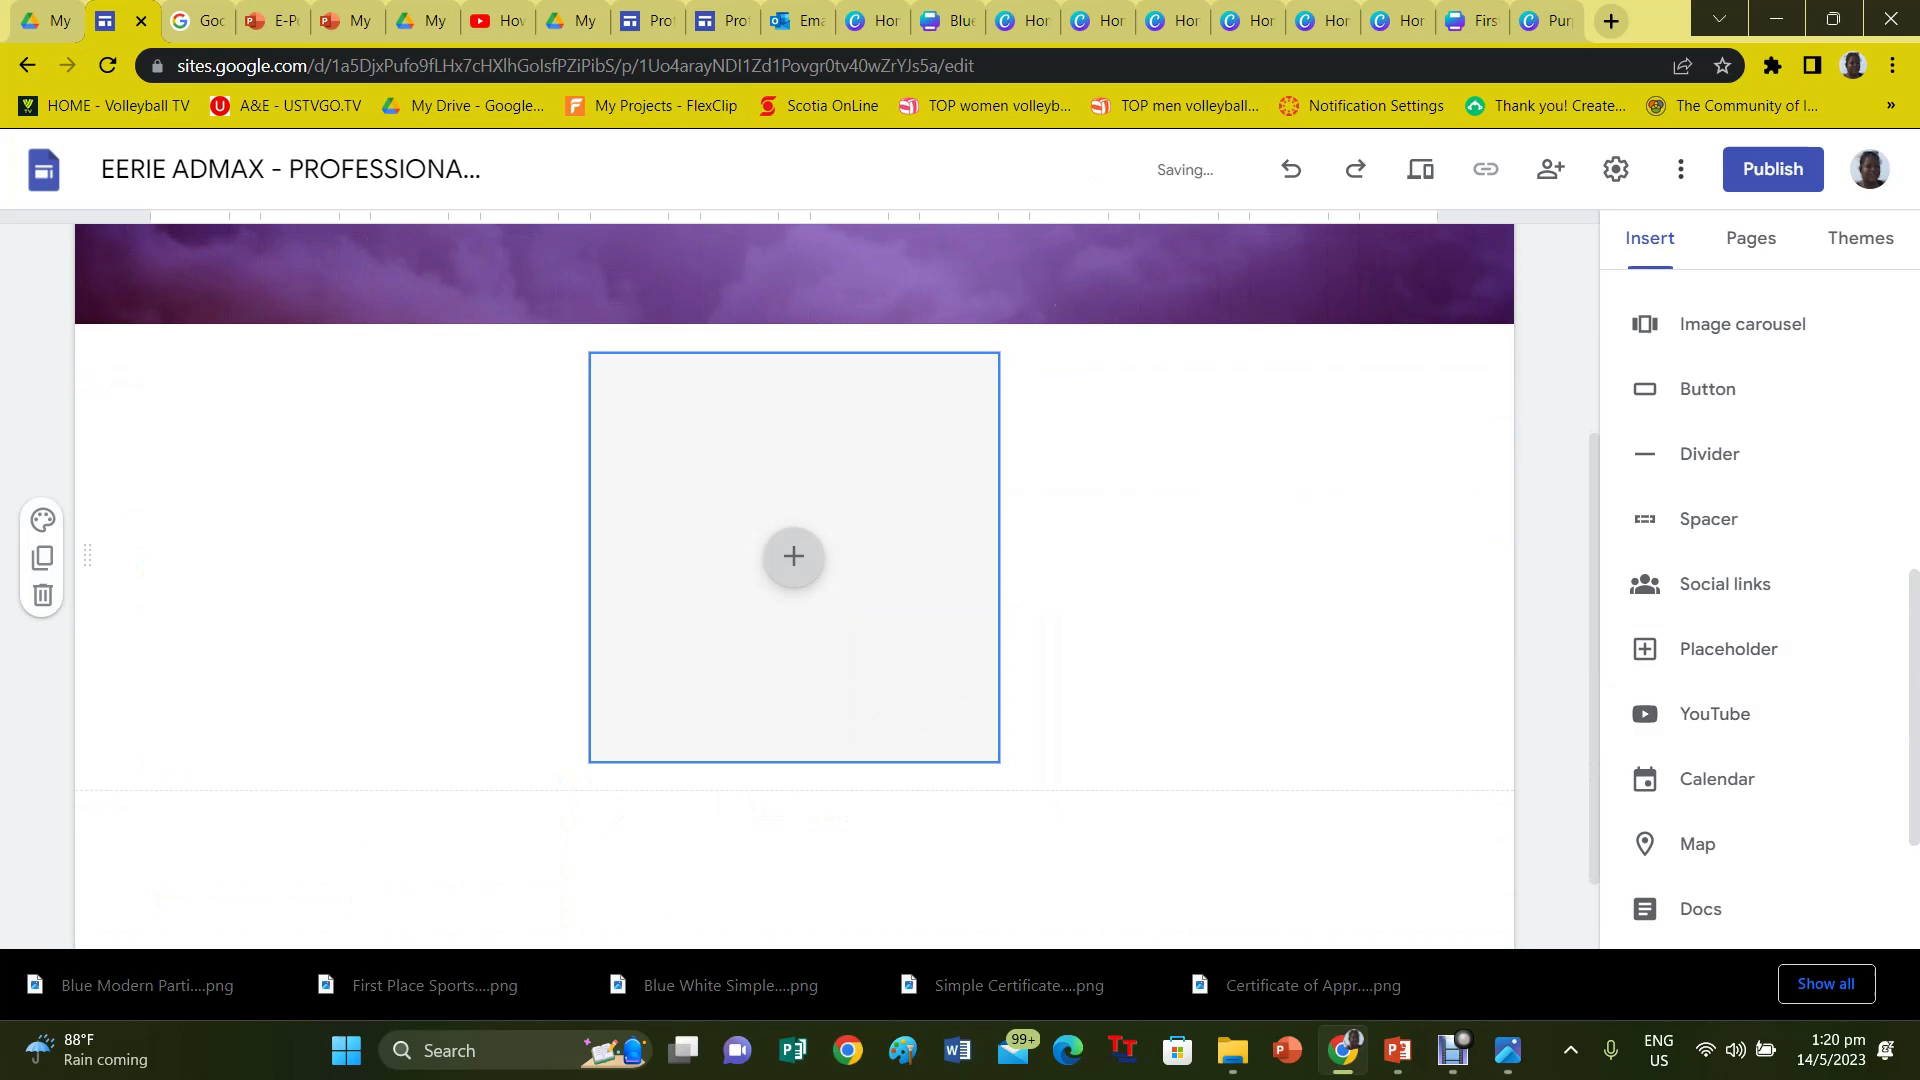 My
Goc
E-P
My
My
How
My
Pro
Pro
Ema
Hor
Blue
Hor
Hor
Hor
Hor
Hor
Hor
First
Pur
sites.google.com/d/1a5DjxPufo9fLHx7cHXlhGoIsfPZiPibS/p/1Uo4arayNDI1Zd1Povgr0tv40wZrYJs5a/edit
HOME - Volleyball TV
A&E - USTVGO.TV
My Drive - Google...
My Projects - FlexClip
Scotia OnLine
TOP women volleyb...
TOP men volleyball...
Notification Settings
Thank you! Create...
The Community of I...
»
EERIE ADMAX - PROFESSIONA...
Saving...
Publish
Insert
Pages
Themes
Image carousel
Button
Divider
Spacer
Social links
Placeholder
YouTube
Calendar
Map
Docs
Blue Modern Parti....png
First Place Sports....png
Blue White Simple....png
Simple Certificate....png
Certificate of Appr....png
Show all
88°F
Rain coming
Search
99+
ENG
US
1:20 pm
14/5/2023